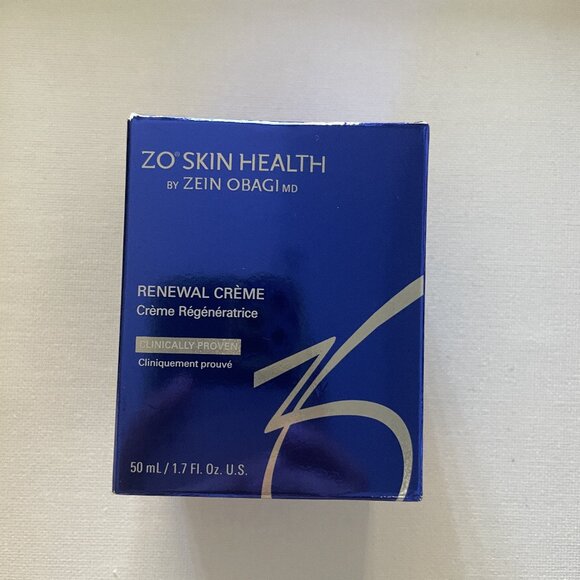 ZO® SKIN HEALTH
BY ZEIN OBAGI MD
RENEWAL CRÈME
Crème Régénératrice
CLINICALLY PROVEN
Cliniquement prouvé
50 mL / 1.7 Fl. Oz. U.S.